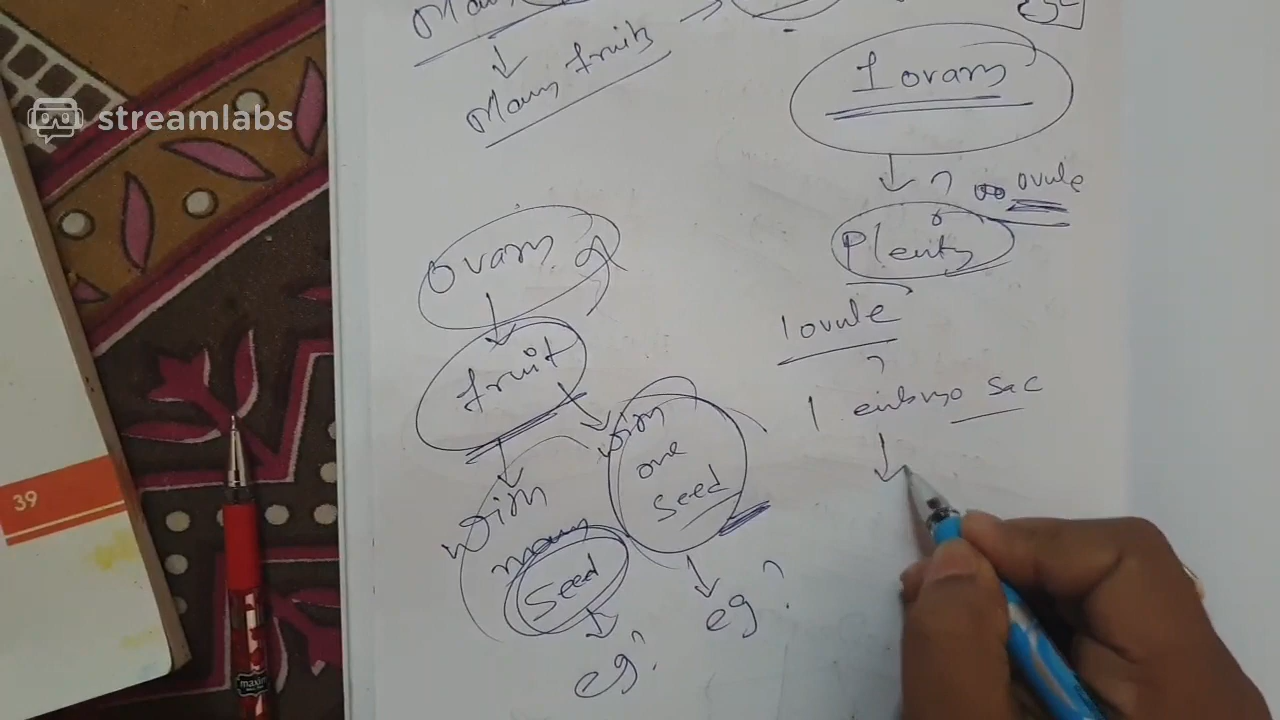 streamlabs
39
Many
Many fruits
1 ovary
ovule
Plenty
1 ovule
1 embryo sac
Ovary
fruit
with
many
Seed
eg?
with
one
Seed
eg?